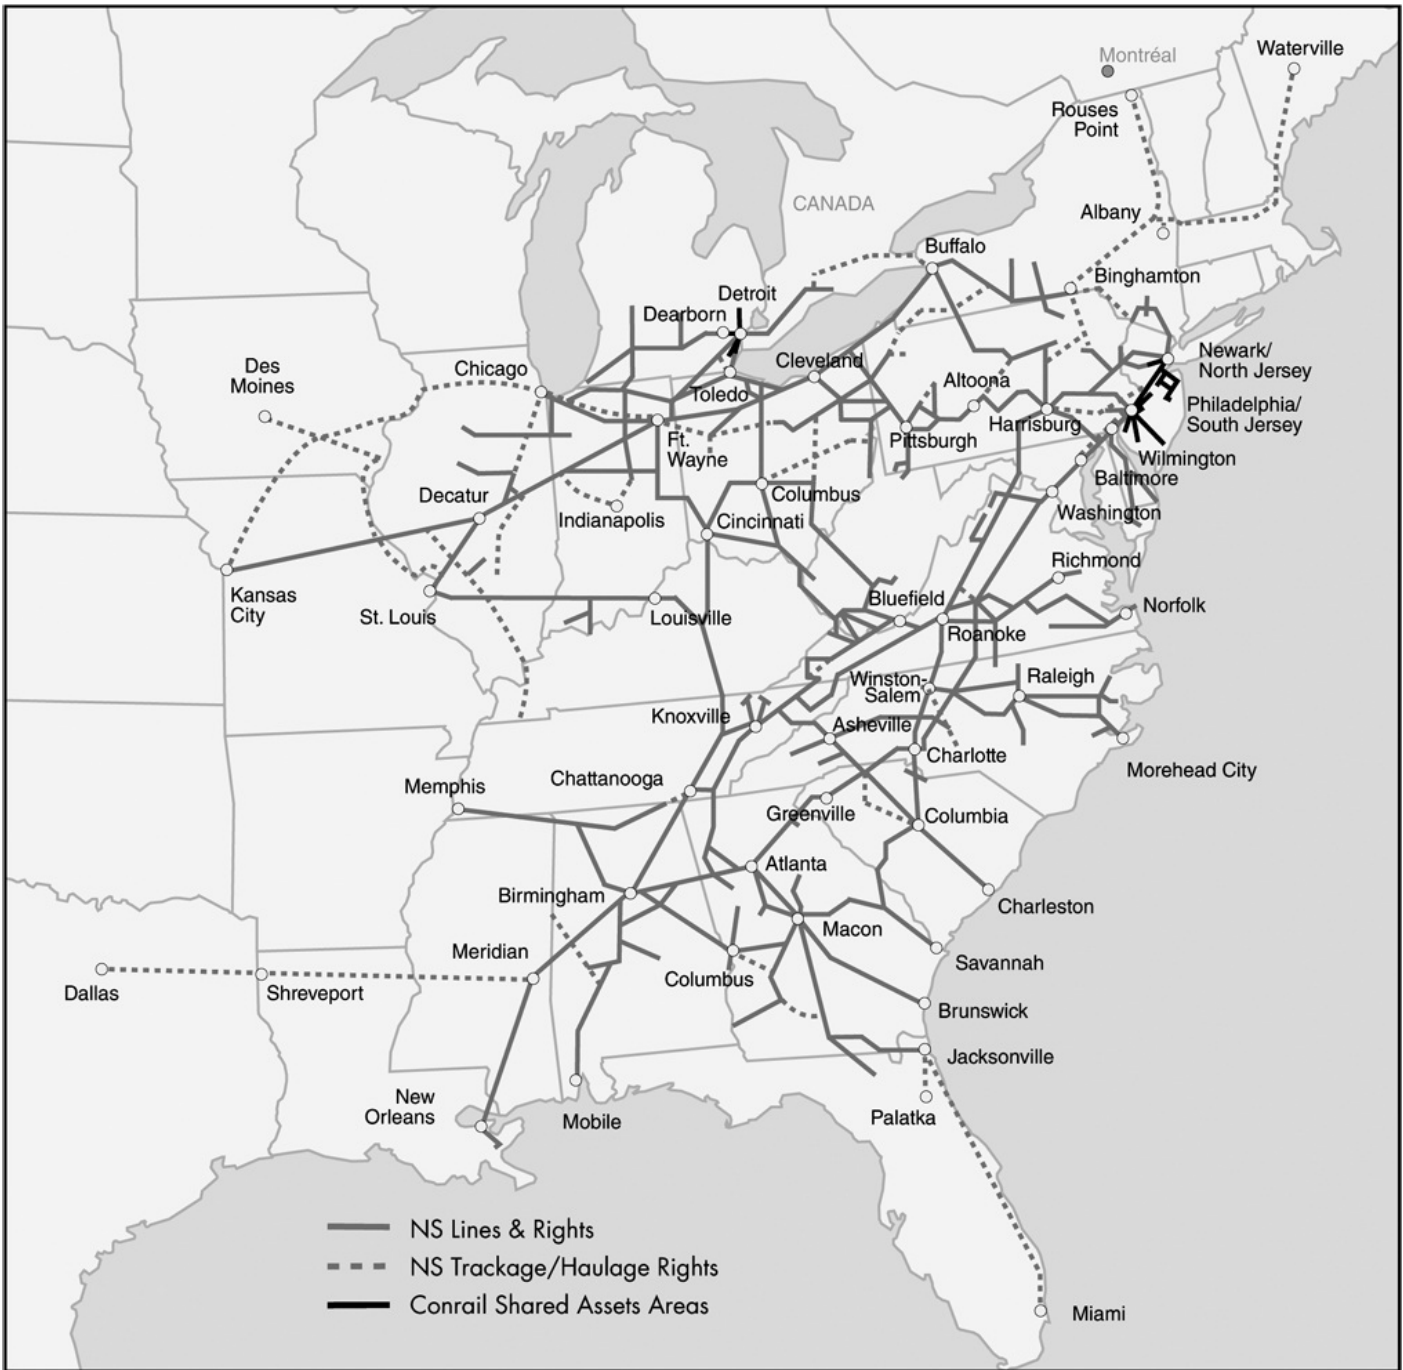 Waterville
Montréal
Rouses
Point
CANADA
Albany
Buffalo
Binghamton
Detroit
Dearborn
Des
Moines
Chicago
Cleveland
Newark/
North Jersey
Toledo
Altoona
Philadelphia/
South Jersey
Harrisburg
Pittsburgh
Ft.
Wayne
Wilmington
Baltimore
Decatur
Columbus
Indianapolis
Cincinnati
Washington
Richmond
Kansas
City
St. Louis
Louisville
Bluefield
Norfolk
Roanoke
Winston-
Salem
Raleigh
Knoxville
Asheville
Charlotte
Morehead City
Chattanooga
Memphis
Greenville
Columbia
Atlanta
Birmingham
Charleston
Macon
Meridian
Savannah
Columbus
Dallas
Shreveport
Brunswick
Jacksonville
New
Orleans
Mobile
Palatka
NS Lines & Rights
NS Trackage/Haulage Rights
Conrail Shared Assets Areas
Miami